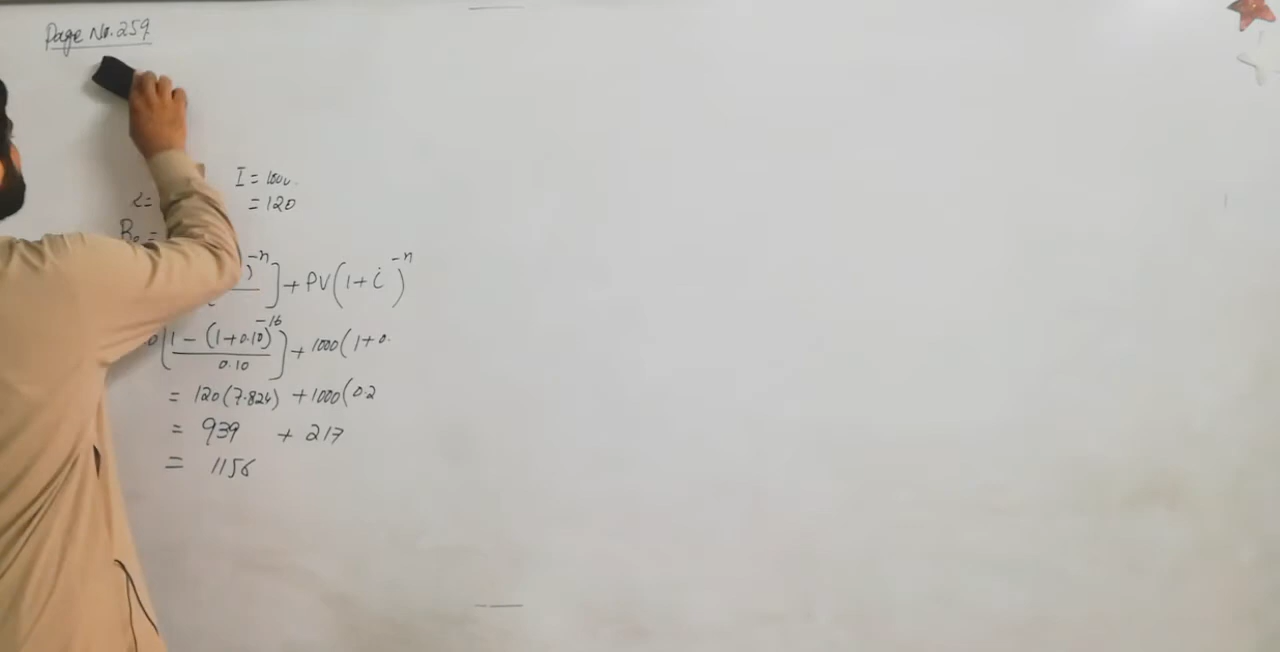 Page No. 259
I = 1000
= 120
B₀ =
)^-n ] + PV(1 + i)^-n
[1 - (1+0.10)^-16 / 0.10] + 1000(1 + 0.
= 120(7.824) + 1000(0.2
= 939 + 217
= 1156